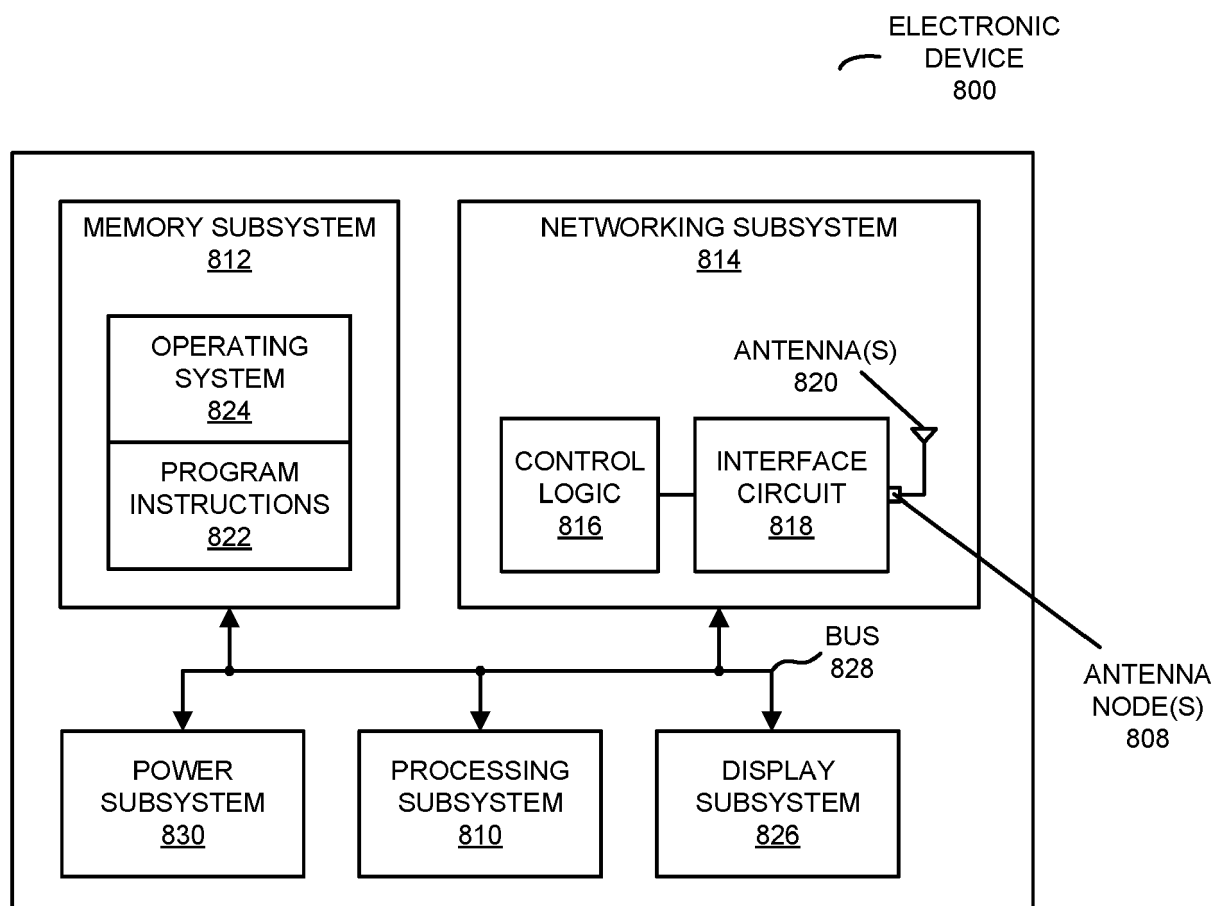 ELECTRONIC
DEVICE
800
MEMORY SUBSYSTEM
812
OPERATING
SYSTEM
824
PROGRAM
INSTRUCTIONS
822
NETWORKING SUBSYSTEM
814
ANTENNA(S)
820
CONTROL
LOGIC
816
INTERFACE
CIRCUIT
818
BUS
828
ANTENNA
NODE(S)
808
POWER
SUBSYSTEM
830
PROCESSING
SUBSYSTEM
810
DISPLAY
SUBSYSTEM
826